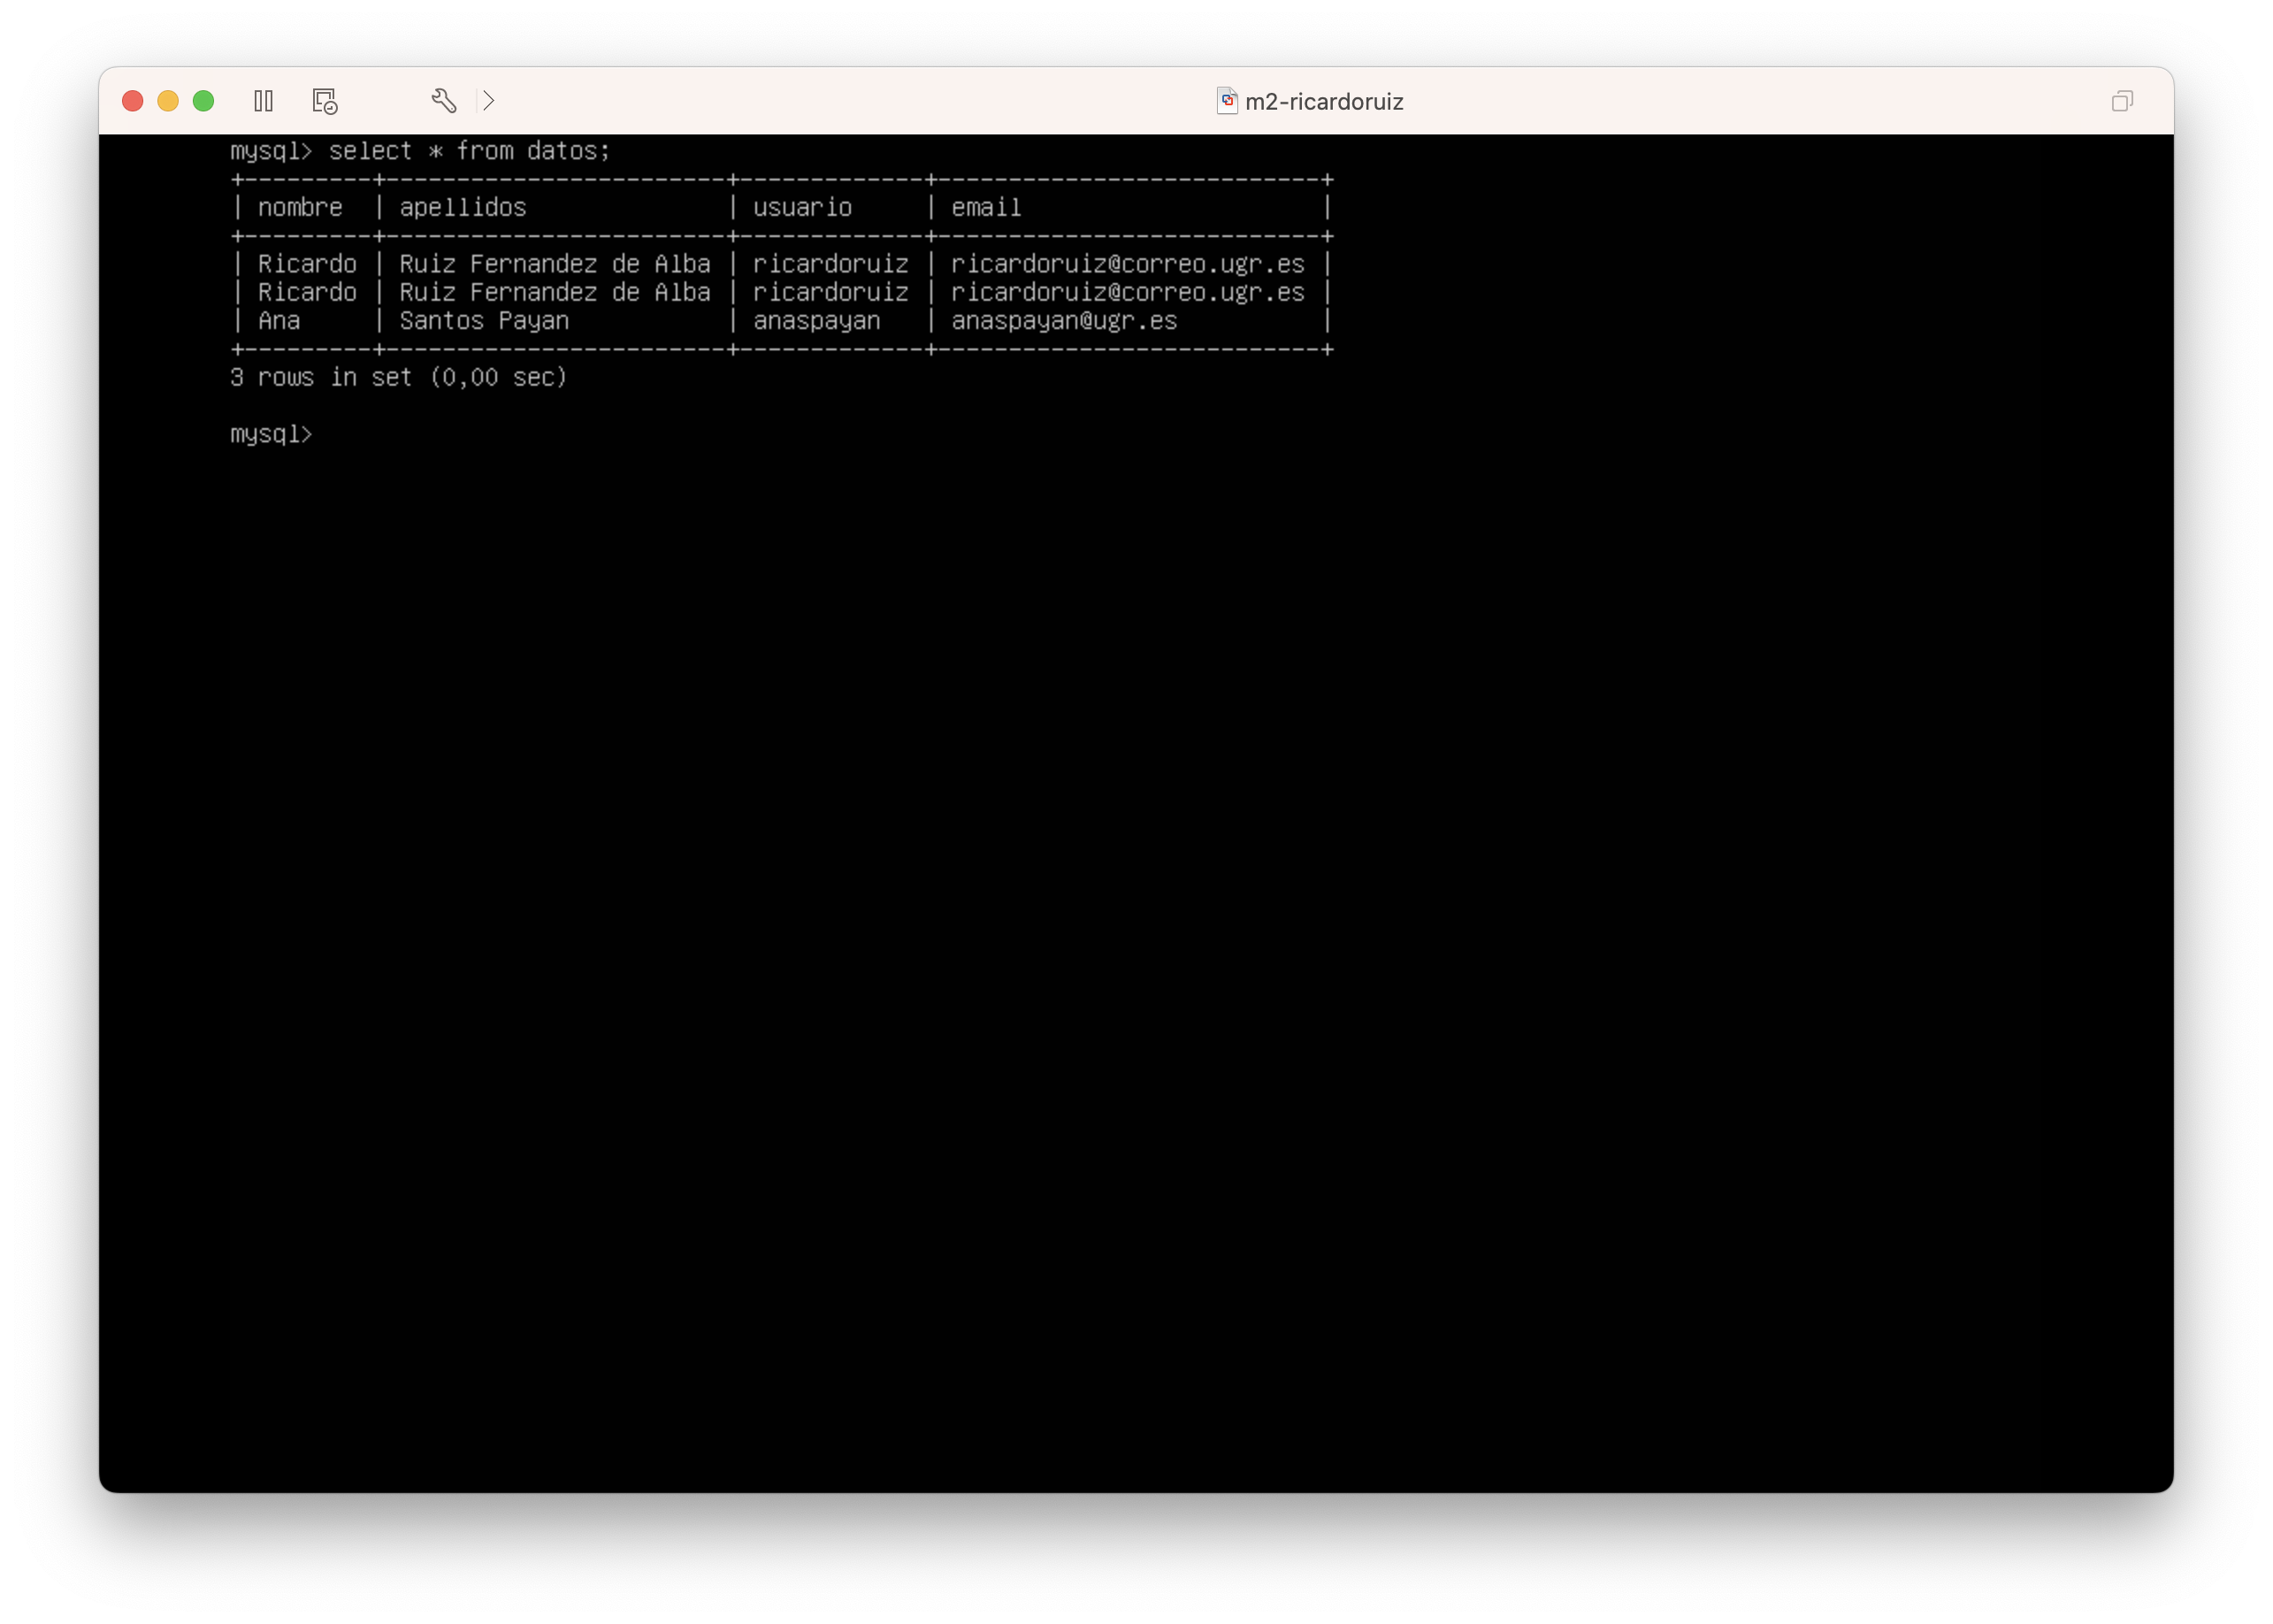 m2-ricardoruiz
mysql> select * from datos;
+---------+------------------------+-------------+---------------------------+
| nombre  | apellidos              | usuario     | email                     |
+---------+------------------------+-------------+---------------------------+
| Ricardo | Ruiz Fernandez de Alba | ricardoruiz | ricardoruiz@correo.ugr.es |
| Ricardo | Ruiz Fernandez de Alba | ricardoruiz | ricardoruiz@correo.ugr.es |
| Ana     | Santos Payan           | anaspayan   | anaspayan@ugr.es          |
+---------+------------------------+-------------+---------------------------+
3 rows in set (0,00 sec)
mysql>